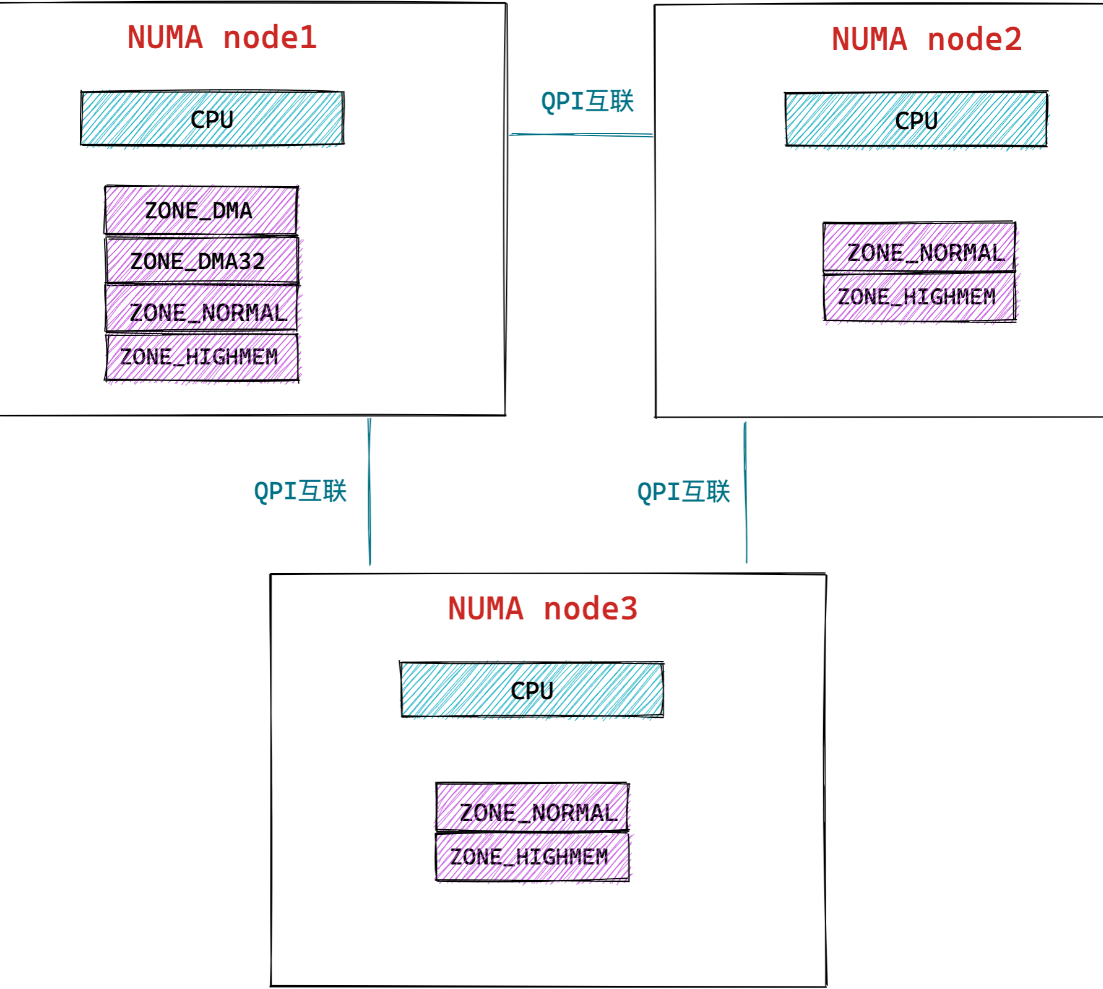 NUMA node1
CPU
ZONE_DMA
ZONE_DMA32
ZONE_NORMAL
ZONE_HIGHMEM
QPI互联
NUMA node2
CPU
ZONE_NORMAL
ZONE_HIGHMEM
QPI互联
QPI互联
NUMA node3
CPU
ZONE_NORMAL
ZONE_HIGHMEM